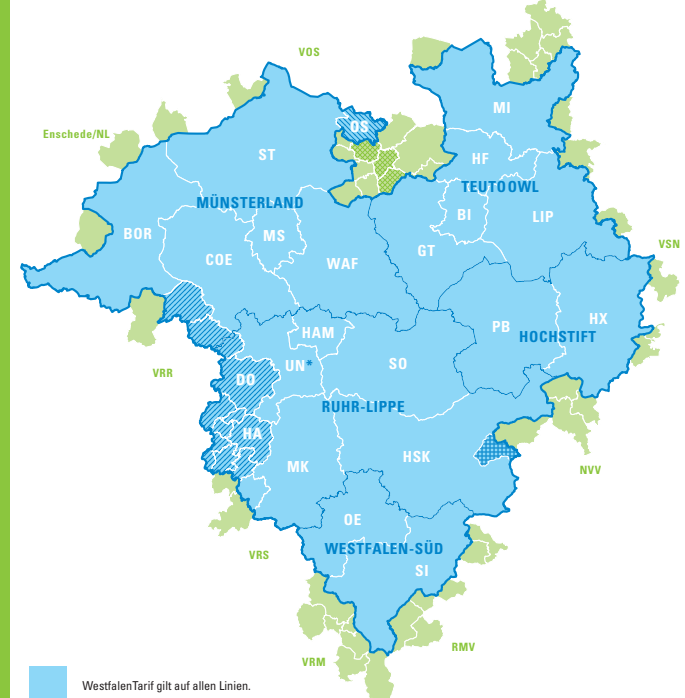 VOS
MI
Enschede/NL
OS
ST
HF
TEUTOOWL
MÜNSTERLAND
BI
LIP
BOR
MS
COE
WAF
GT
VSN
HAM
PB
HX
HOCHSTIFT
VRR
UN*
SO
DO
RUHR-LIPPE
HA
MK
HSK
NVV
OE
WESTFALEN-SÜD
VRS
SI
RMV
VRM
WestfalenTarif gilt auf allen Linien.